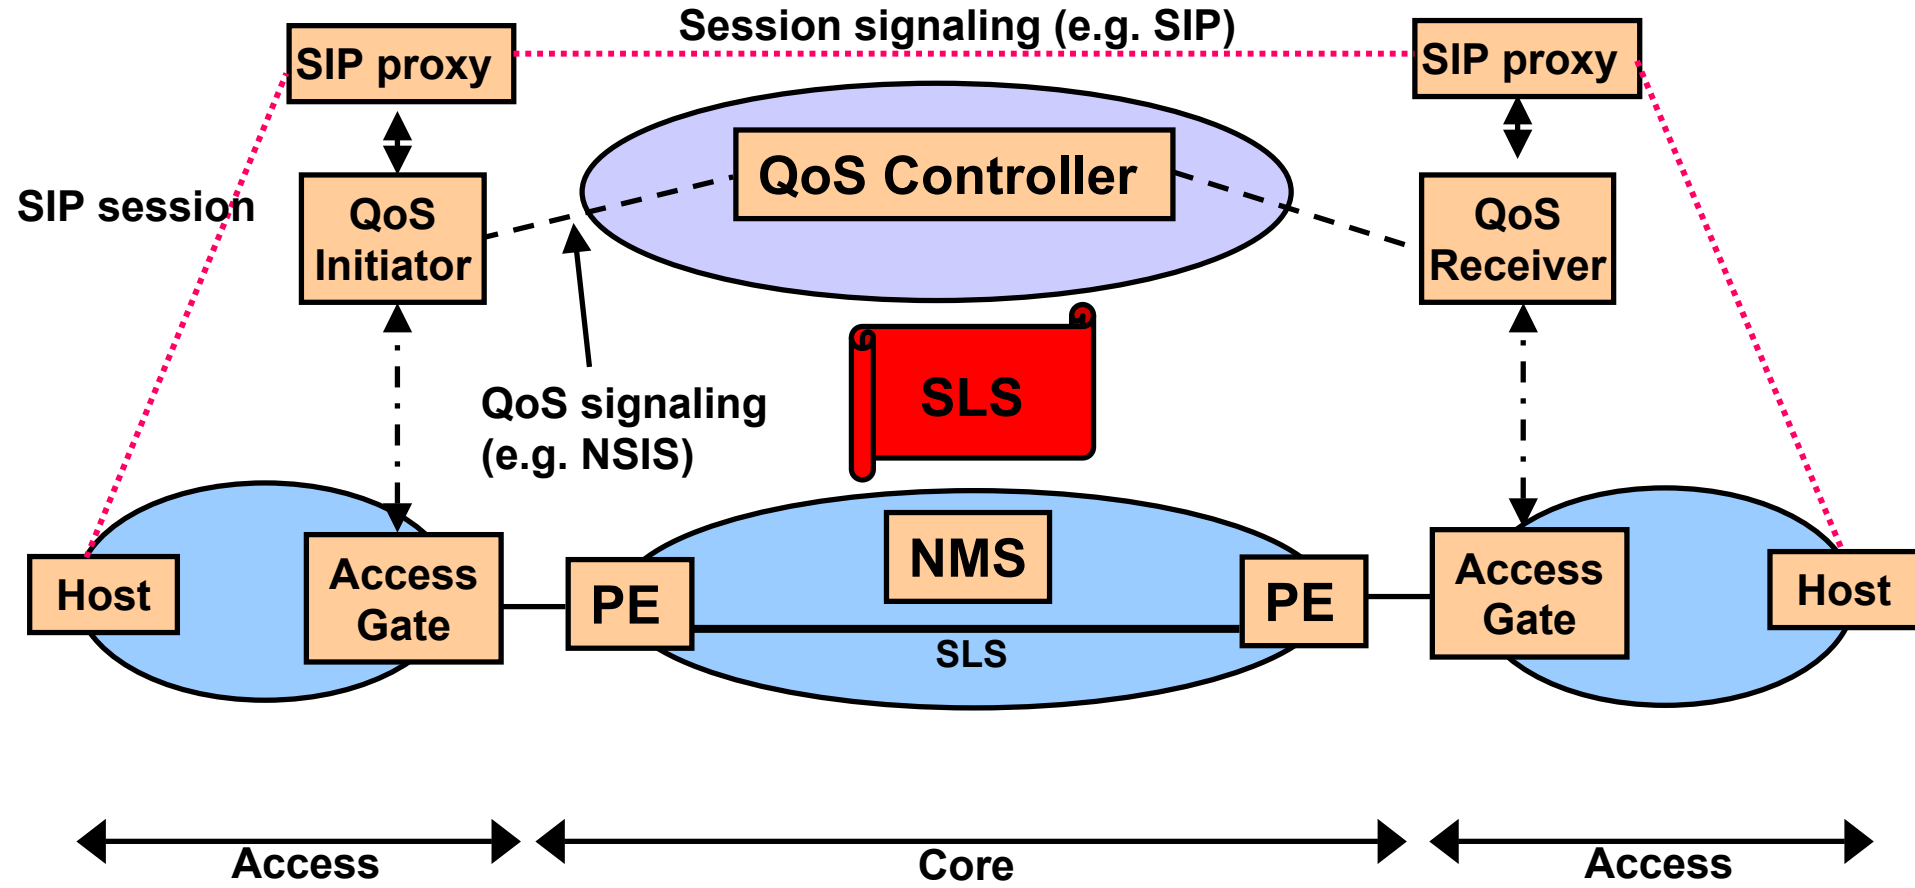 Session signaling (e.g. SIP)
SIP proxy
SIP proxy
QoS Controller
SIP session
QoS
Initiator
QoS
Receiver
QoS signaling
(e.g. NSIS)
SLS
Host
Access
Gate
PE
NMS
SLS
PE
Access
Gate
Host
Access
Core
Access